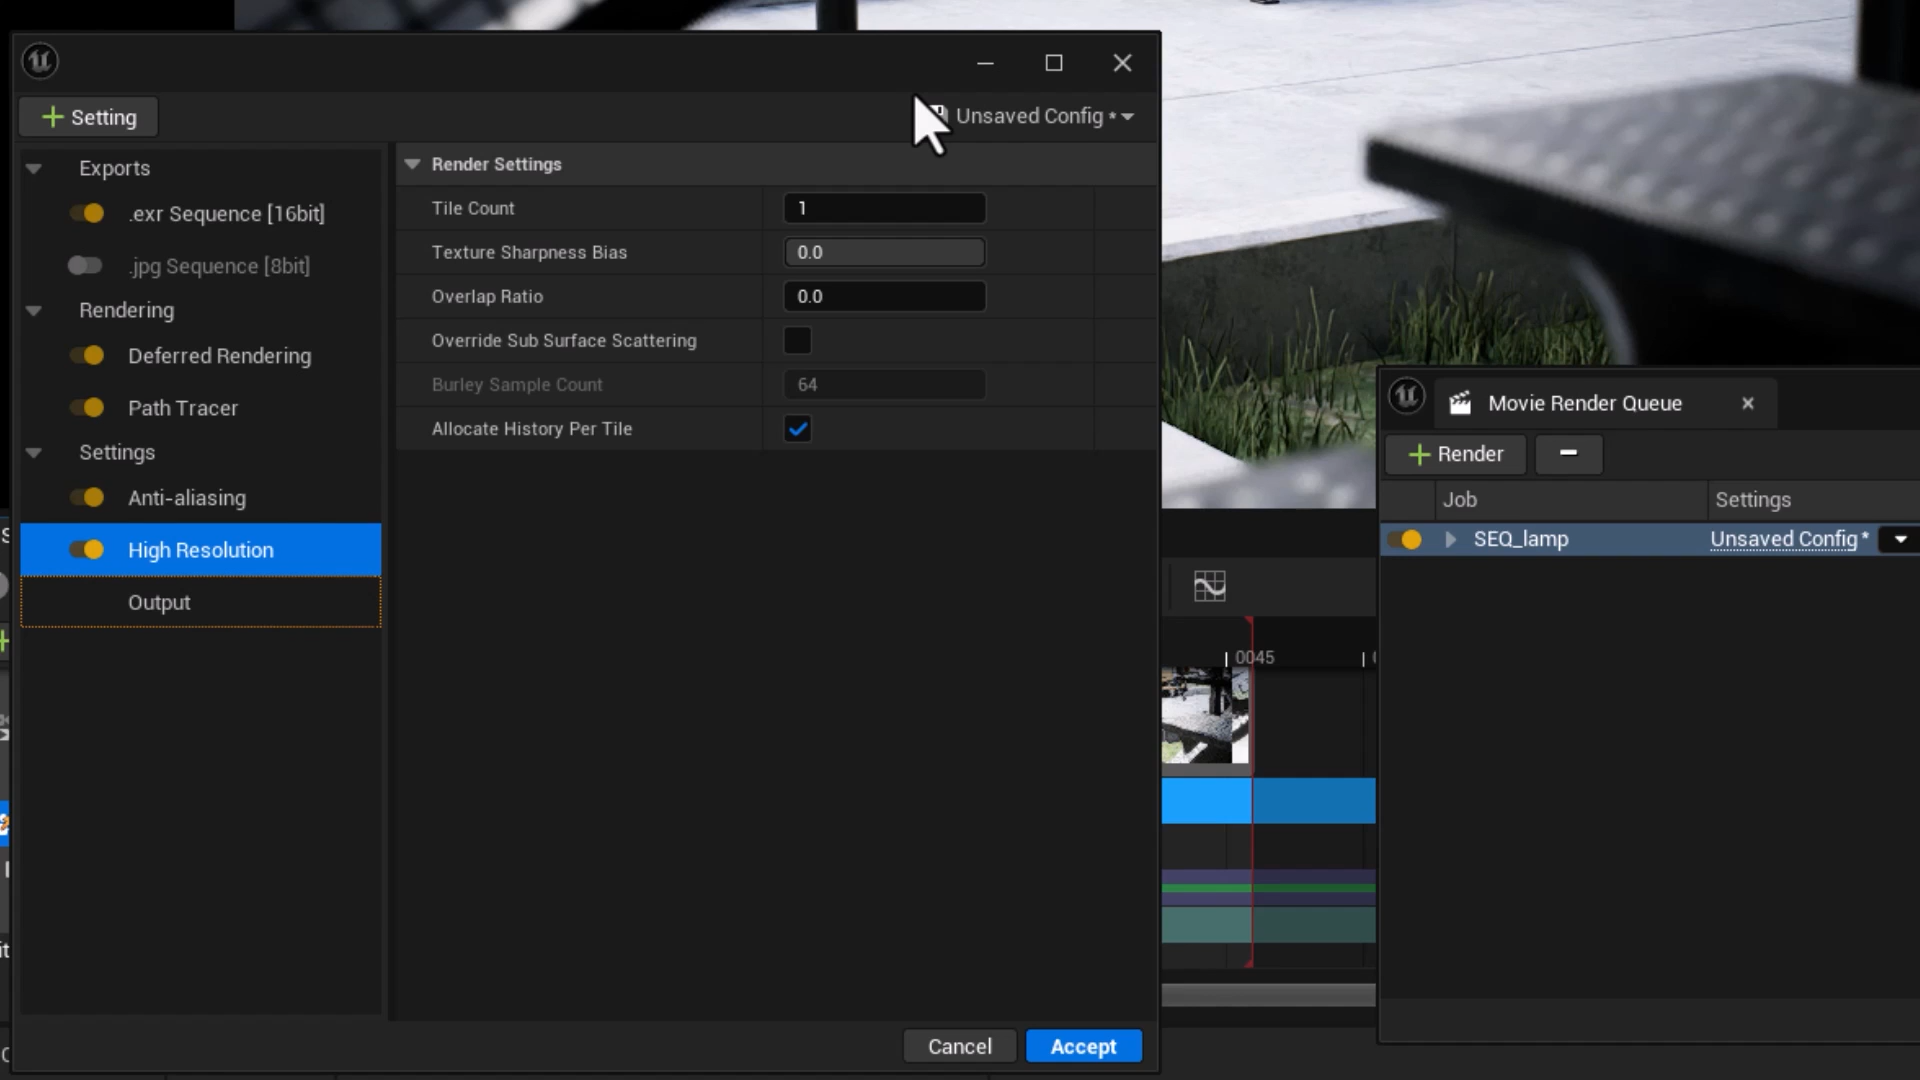 + Setting
Unsaved Config *
Exports
.exr Sequence [16bit]
.jpg Sequence [8bit]
Rendering
Deferred Rendering
Path Tracer
Settings
Anti-aliasing
High Resolution
Output
Render Settings
Tile Count 1
Texture Sharpness Bias 0.0
Overlap Ratio 0.0
Override Sub Surface Scattering
Burley Sample Count 64
Allocate History Per Tile
Cancel Accept
0045
Movie Render Queue
+ Render
Job Settings
SEQ_lamp Unsaved Config *